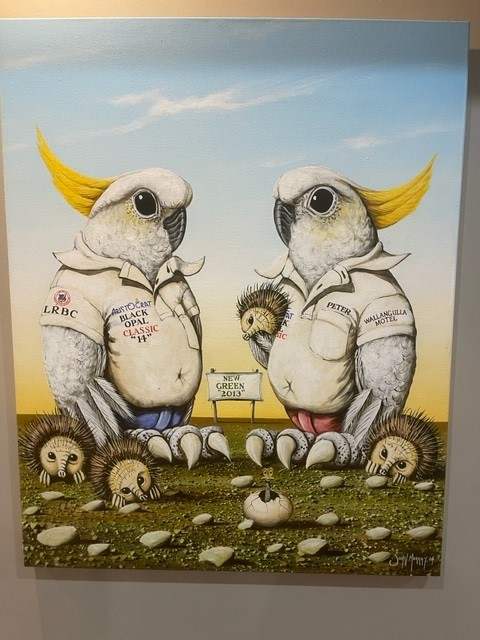 LRBC
ARISTOCRAT
BLACK
OPAL
CLASSIC
"14"
PETER
WALLANGULLA
MOTEL
NEW
GREEN
"2013"